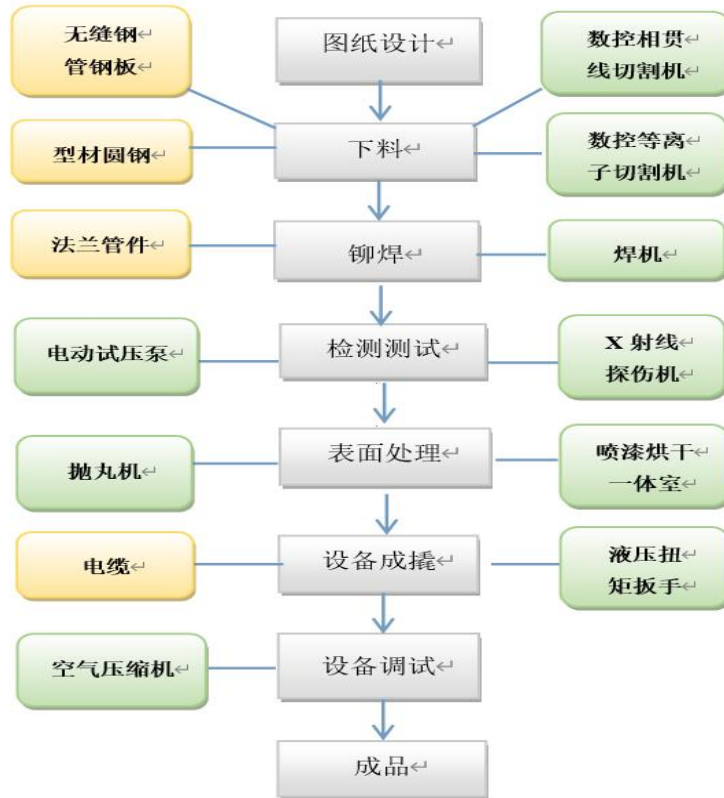 无缝钢
管钢板
图纸设计
数控相贯
线切割机
型材圆钢
下料
数控等离
子切割机
法兰管件
铆焊
焊机
电动试压泵
检测测试
X 射线
探伤机
抛丸机
表面处理
喷漆烘干
一体室
电缆
设备成撬
液压扭
矩扳手
空气压缩机
设备调试
成品